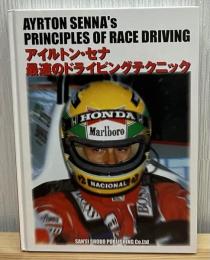 AYRTON SENNA's
PRINCIPLES OF RACE DRIVING
アイルトン・セナ
最速のドライビングテクニック
HONDA
Marlboro
NACIONAL
SAN'EI SHOBO PUBLISHING Co.Ltd